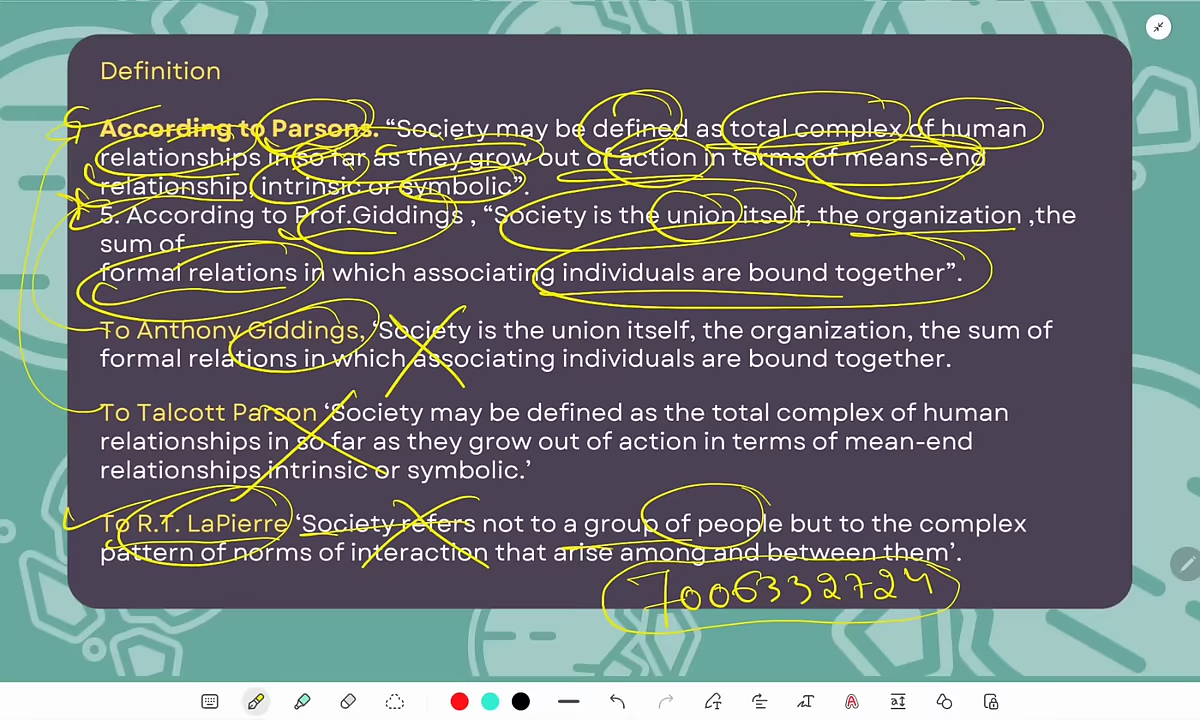 Definition
According to Parsons. “Society may be defined as total complex of human
relationships in so far as they grow out of action in terms of means-end
relationship, intrinsic or symbolic”.
5. According to Prof.Giddings , “Society is the union itself, the organization ,the
sum of
formal relations in which associating individuals are bound together”.
To Anthony Giddings, ‘Society is the union itself, the organization, the sum of
formal relations in which associating individuals are bound together.
To Talcott Parson ‘Society may be defined as the total complex of human
relationships in so far as they grow out of action in terms of mean-end
relationships intrinsic or symbolic.’
To R.T. LaPierre ‘Society refers not to a group of people but to the complex
pattern of norms of interaction that arise among and between them’.
7006332724